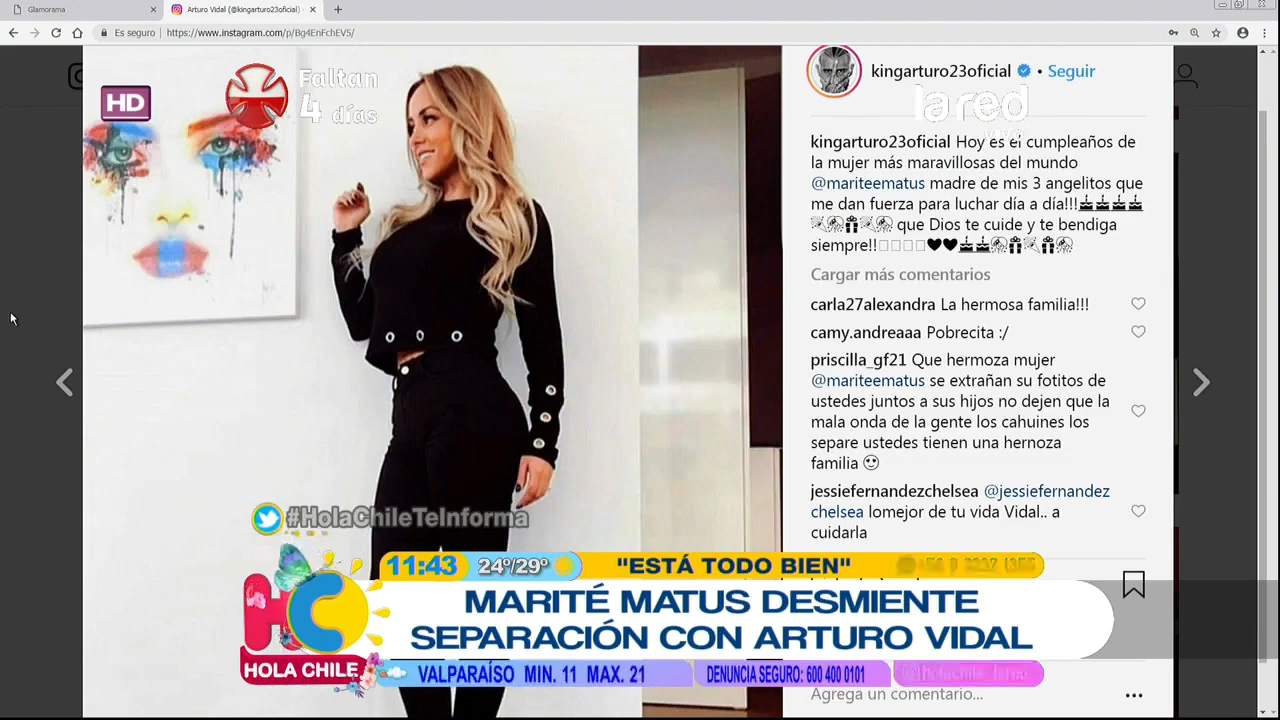 Glamorama
Arturo Vidal (@kingarturo23oficial) ·
Es seguro
https://www.instagram.com/p/Bg4EnFchEV5/
HD
Faltan
4 días
kingarturo23oficial • Seguir
la red
kingarturo23oficial Hoy es el cumpleaños de
la mujer más maravillosas del mundo
@mariteematus madre de mis 3 angelitos que
me dan fuerza para luchar día a día!!!
que Dios te cuide y te bendiga
siempre!!
Cargar más comentarios
carla27alexandra La hermosa familia!!!
camy.andreaaa Pobrecita :/
priscilla_gf21 Que hermoza mujer
@mariteematus se extrañan su fotitos de
ustedes juntos a sus hijos no dejen que la
mala onda de la gente los cahuines los
separe ustedes tienen una hernoza
familia
jessiefernandezchelsea @jessiefernandez
chelsea lomejor de tu vida Vidal.. a
cuidarla
#HolaChileTeInforma
11:43 24º/29º "ESTÁ TODO BIEN"
MARITÉ MATUS DESMIENTE
SEPARACIÓN CON ARTURO VIDAL
HC
HOLA CHILE
VALPARAÍSO MIN. 11 MAX. 21
DENUNCIA SEGURO: 600 400 0101
Agrega un comentario...